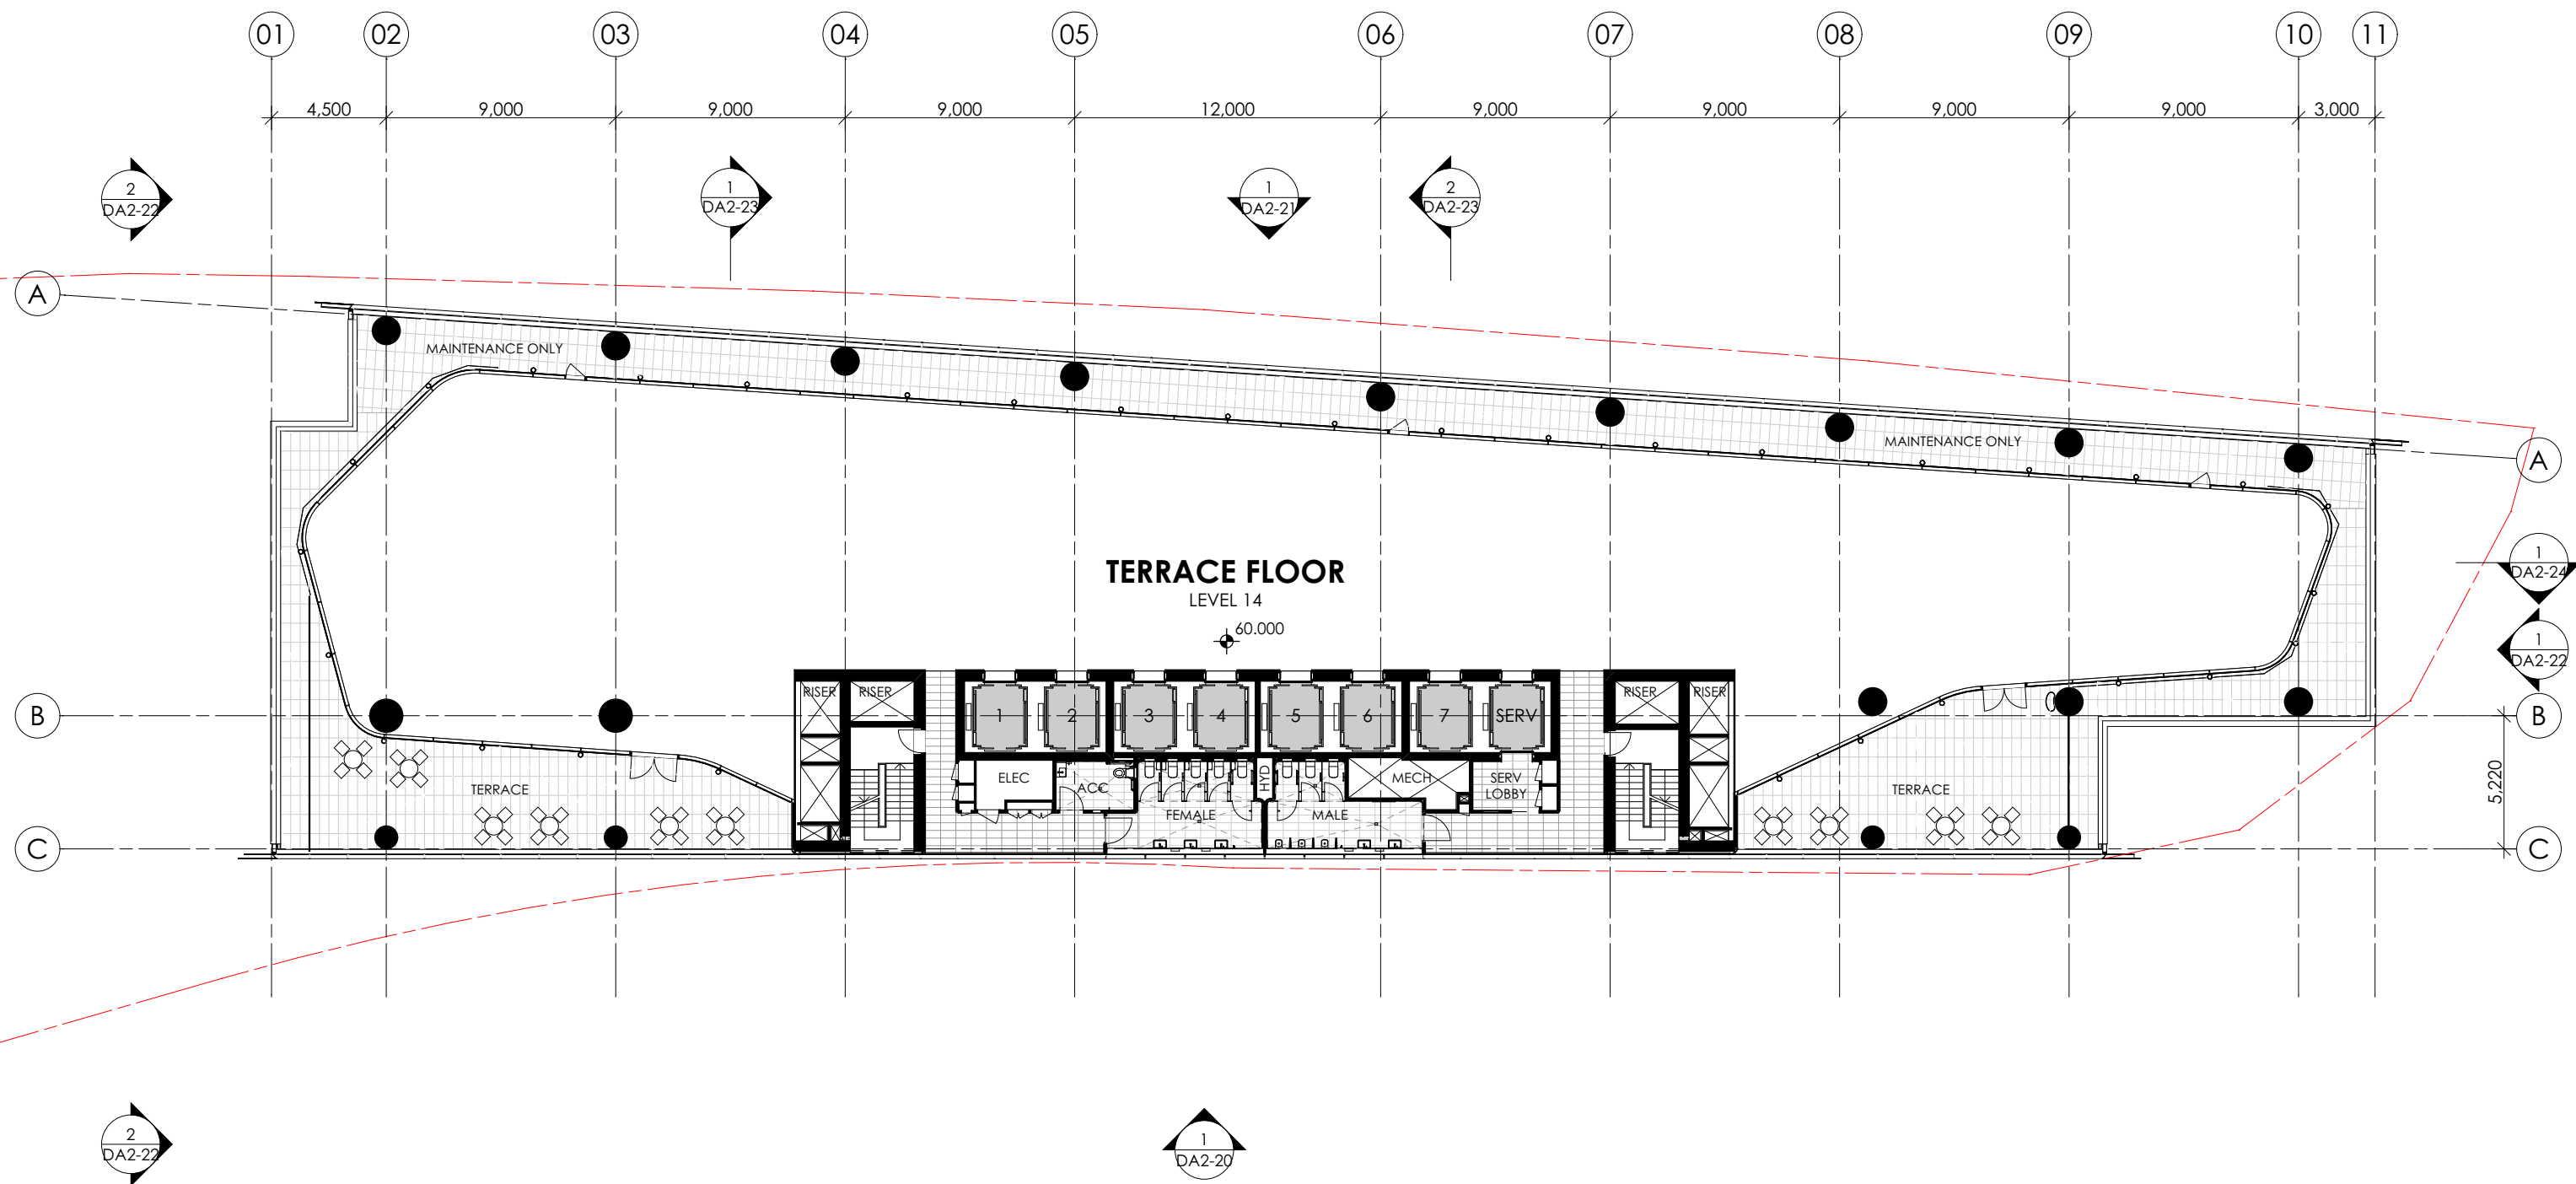 01 02 03 04 05 06 07 08 09 10 11
4,500 9,000 9,000 9,000 12,000 9,000 9,000 9,000 9,000 3,000
2
DA2-22
1
DA2-23
1
DA2-21
2
DA2-23
A
MAINTENANCE ONLY
MAINTENANCE ONLY
A
TERRACE FLOOR
LEVEL 14
60.000
1
DA2-24
1
DA2-22
RISER RISER
RISER RISER
B
1 2 3 4 5 6 7 SERV
B
ELEC
ACC
HYD
MECH
SERV
LOBBY
TERRACE
TERRACE
5,220
FEMALE
MALE
C
C
2
DA2-22
1
DA2-20